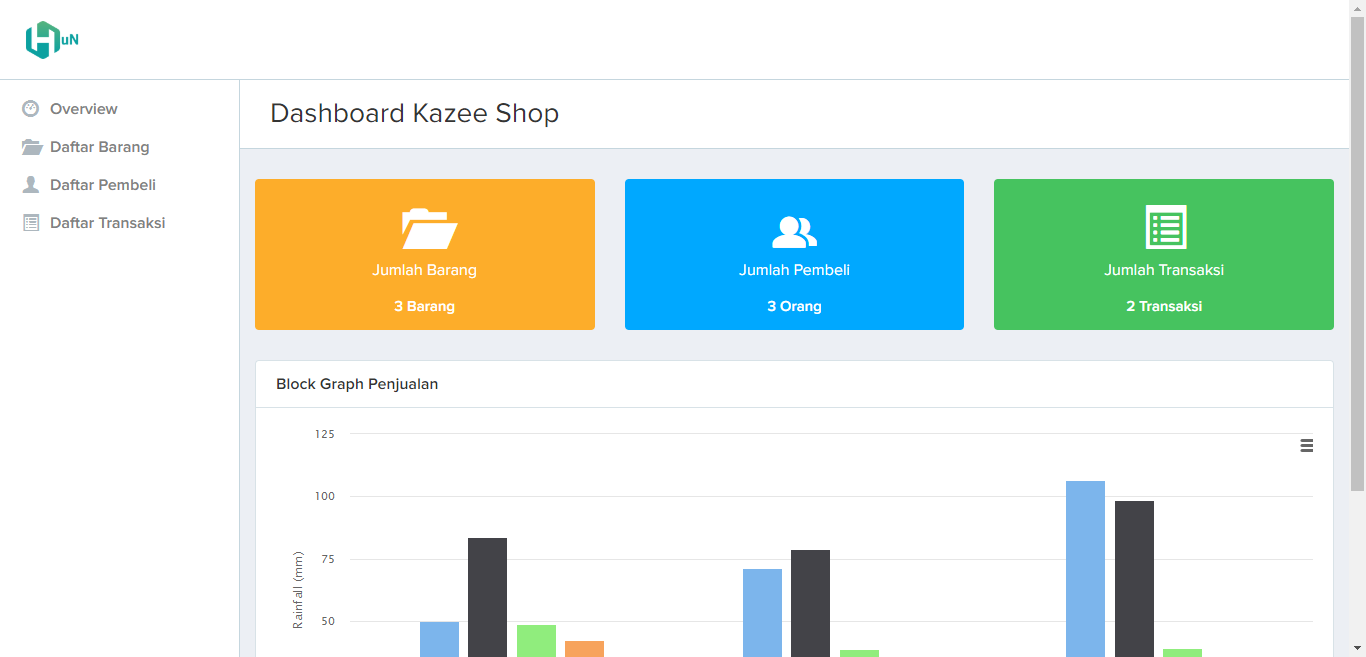 HuN
Overview
Daftar Barang
Daftar Pembeli
Daftar Transaksi
Dashboard Kazee Shop
Jumlah Barang
3 Barang
Jumlah Pembeli
3 Orang
Jumlah Transaksi
2 Transaksi
Block Graph Penjualan
125
100
75
50
Rainfall (mm)